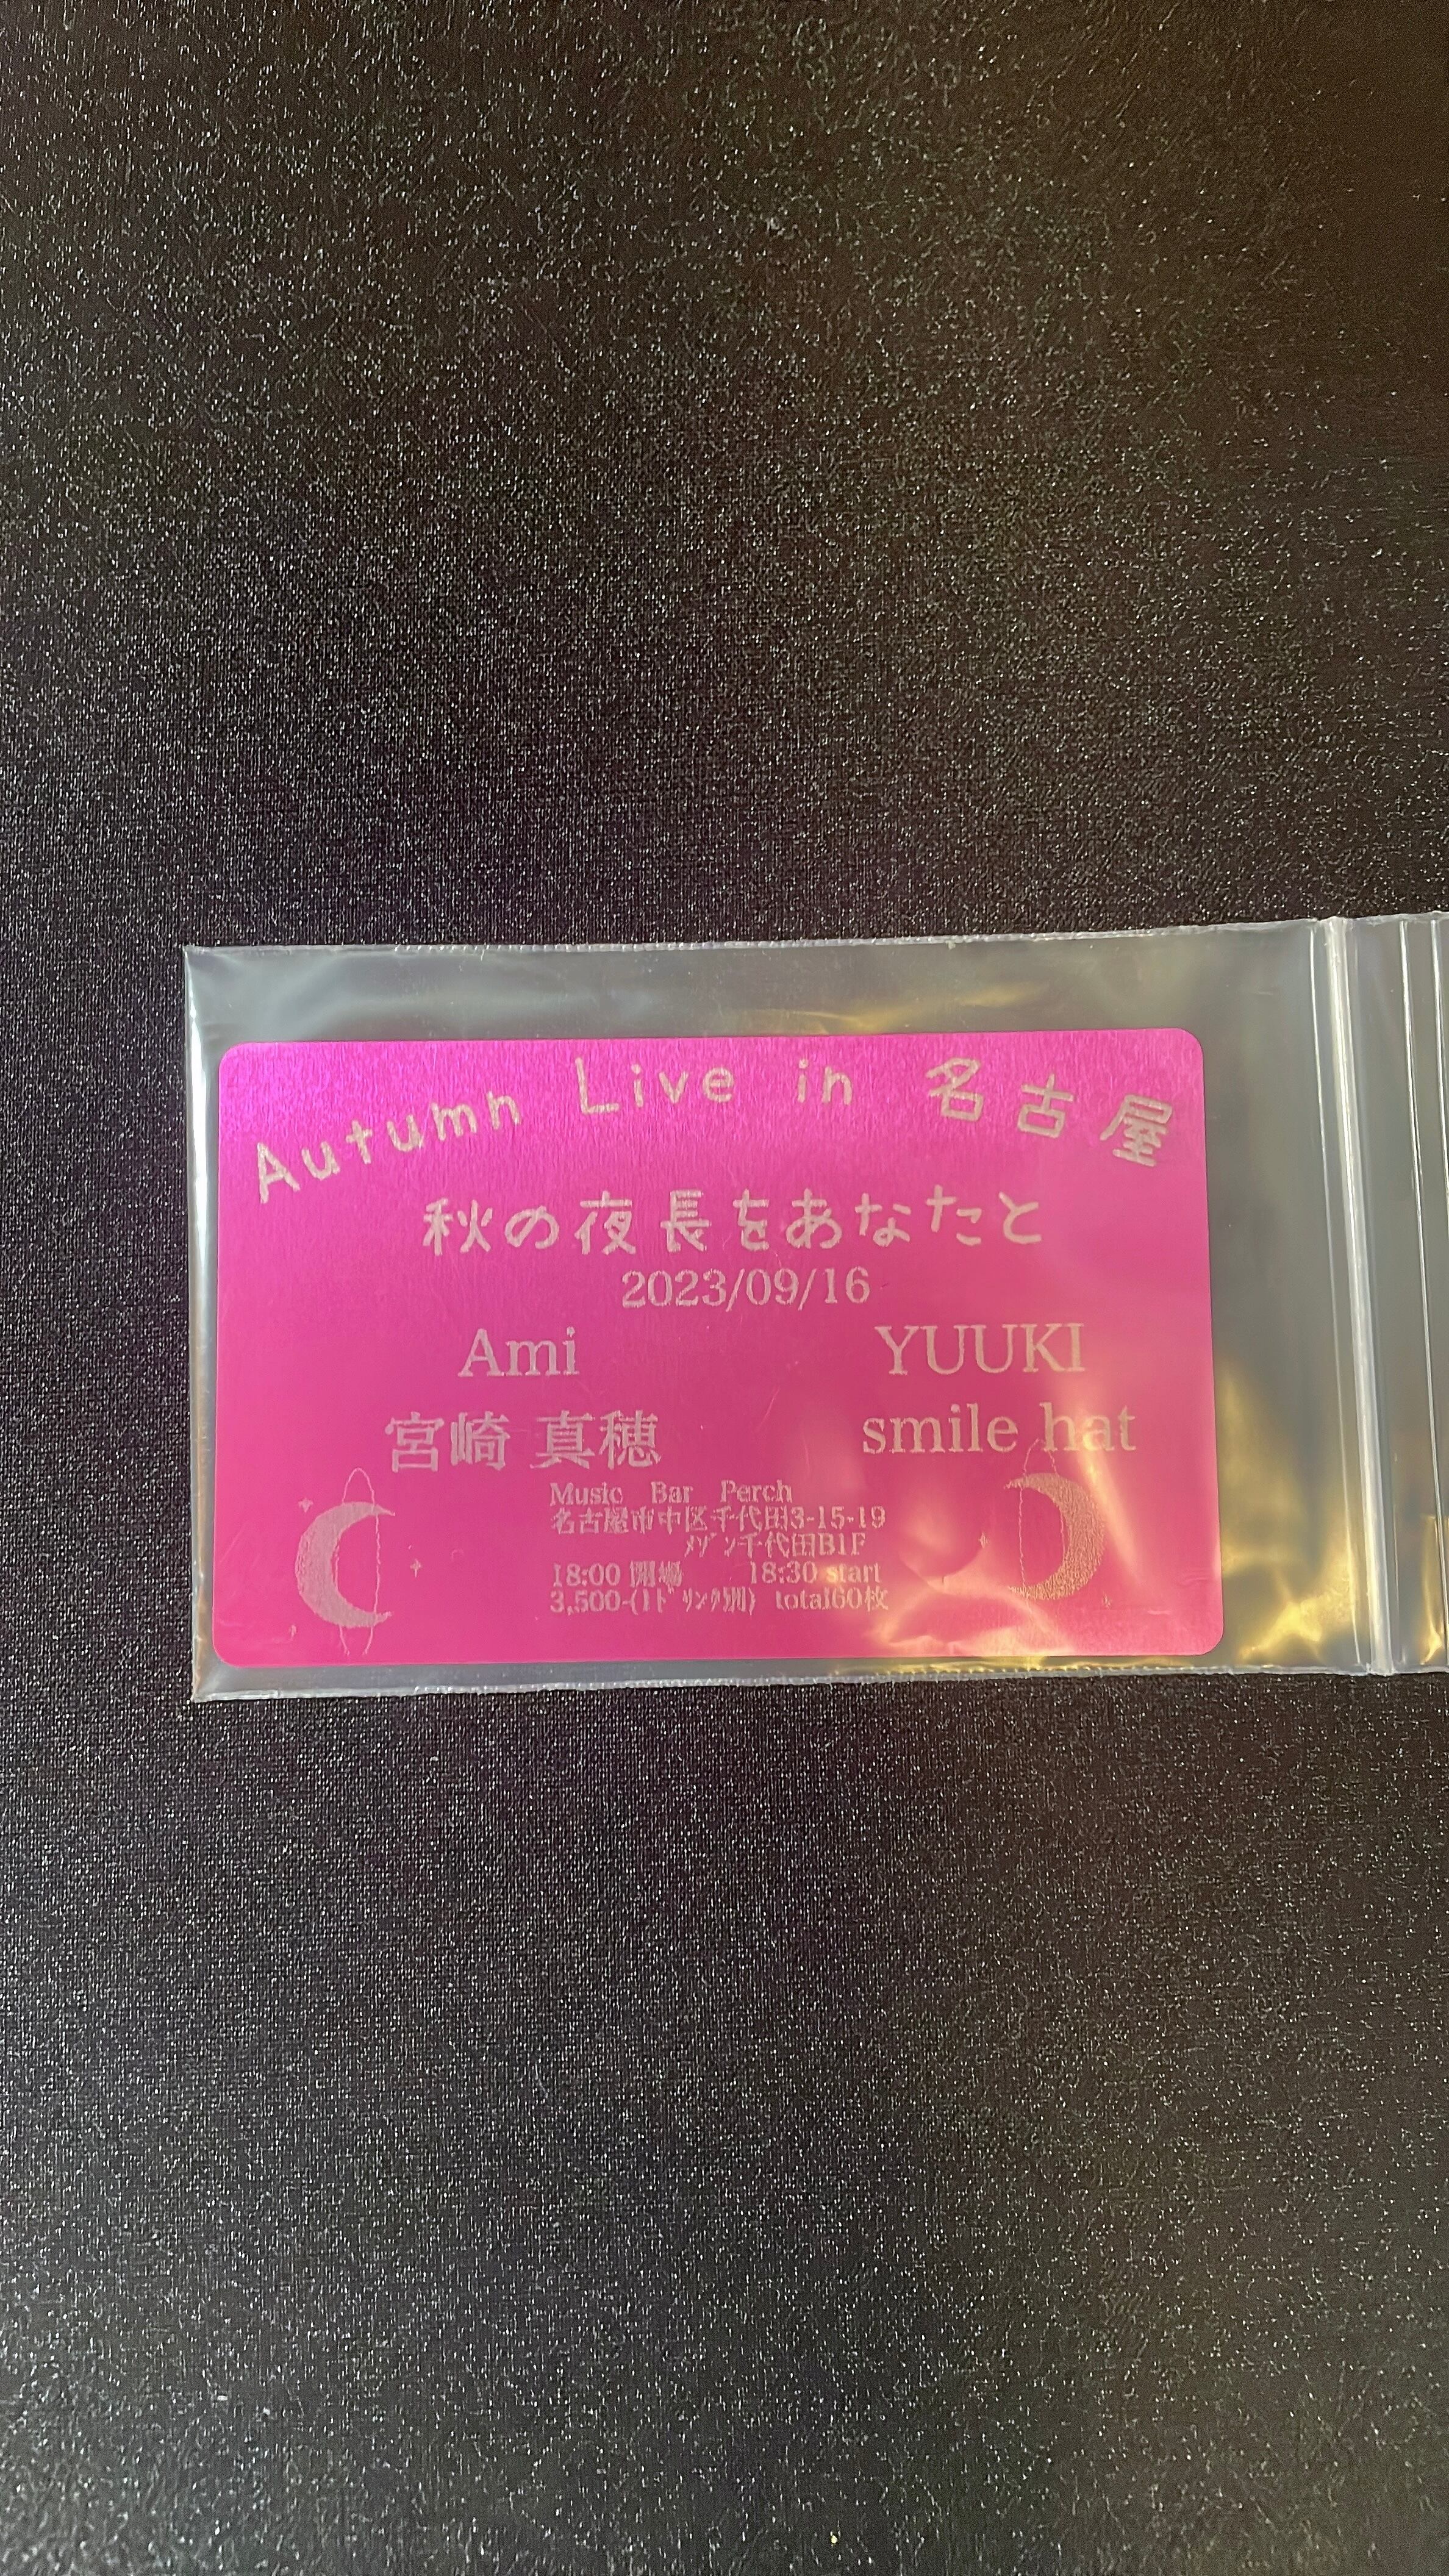 Autumn Live in 名古屋
秋の夜長をあなたと
2023/09/16
Ami YUUKI
宮崎 真穂 smile hat
Music Bar Perch
名古屋市中区千代田3-15-19
ﾒｿﾞﾝ千代田B1F
18:00 開場 18:30 start
3,500-(1ﾄﾞﾘﾝｸ別) total60枚